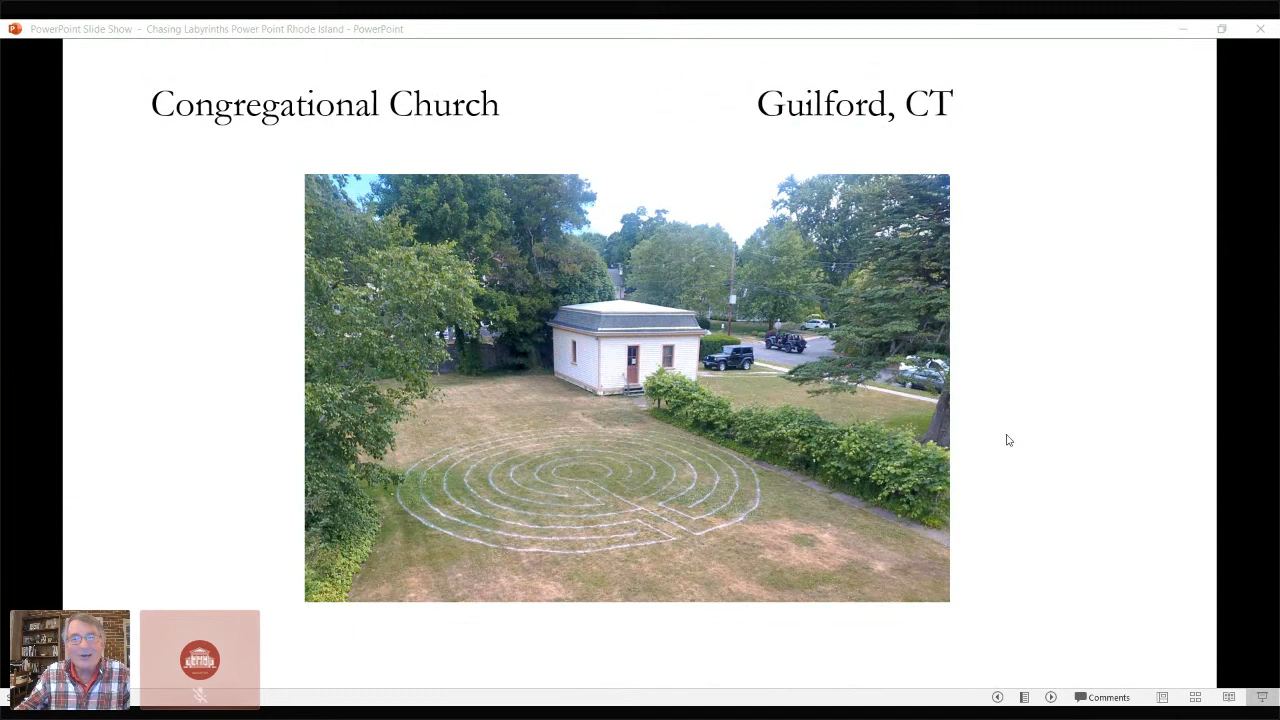 PowerPoint Slide Show - Chasing Labyrinths Power Point Rhode Island - PowerPoint
Congregational Church
Guilford, CT
Comments